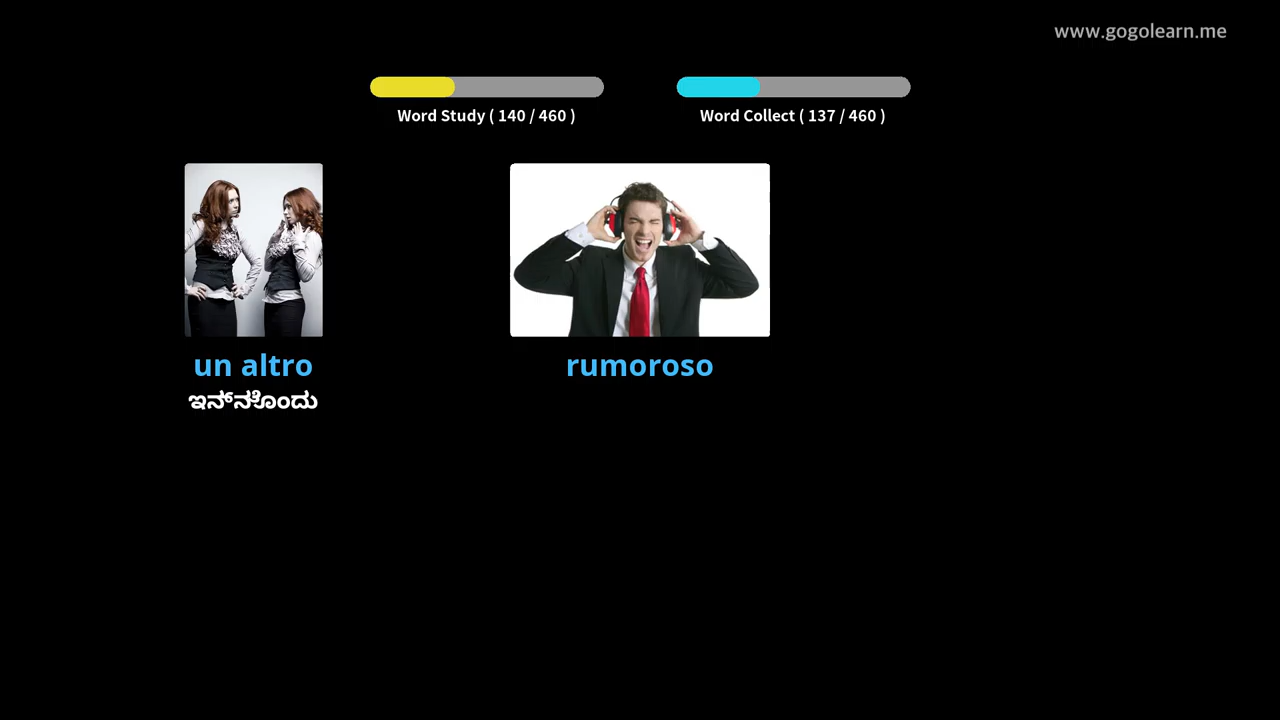 www.gogolearn.me
Word Study ( 140 / 460 )
Word Collect ( 137 / 460 )
un altro
ಇನ್ನೊಂದು
rumoroso